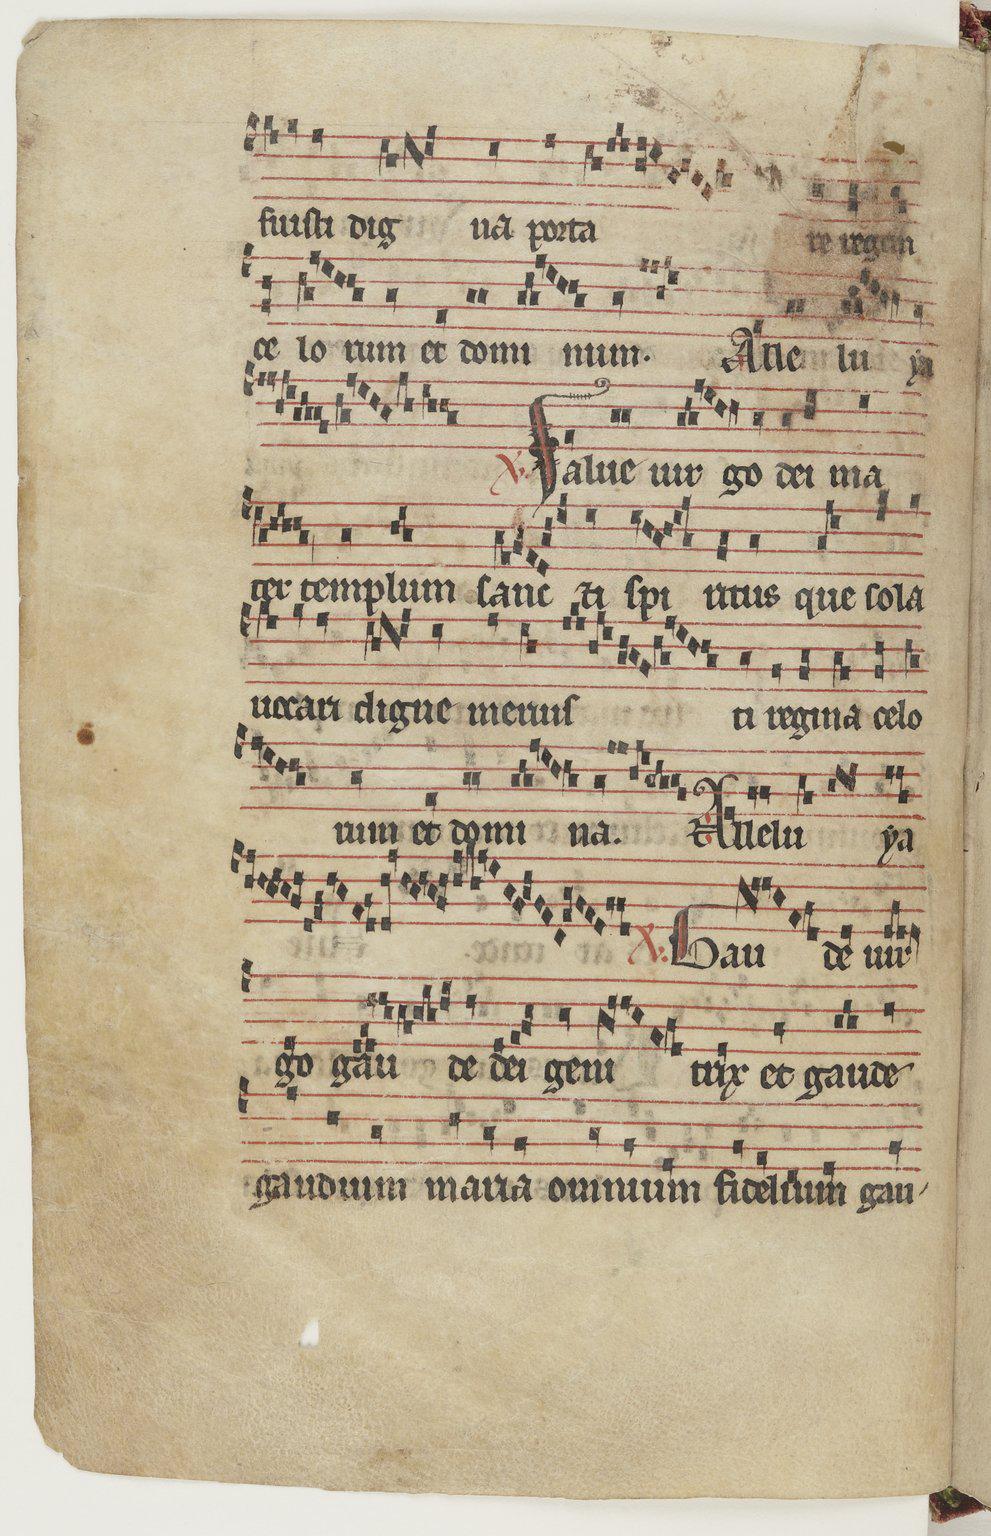 fuisti dig na porta re regem
ce lo rum et domi num. Alle lu ya
V. Salue uir go dei ma
ter templum sanc ti spi ritus que sola
uocari digne meruis ti regina celo
rum et domi na. Allelu ya
V. Gau de uir
go gau de dei geni trix et gaude
gaudium maria omnium fidelium gau